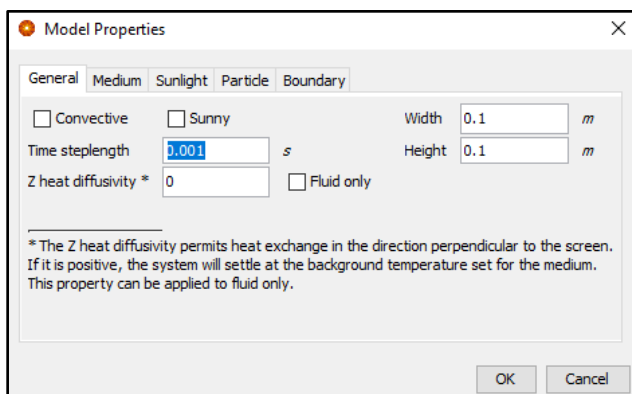 Model Properties
General Medium Sunlight Particle Boundary
Convective Sunny Width 0.1 m
Time steplength 0.001 s Height 0.1 m
Z heat diffusivity * 0 Fluid only
* The Z heat diffusivity permits heat exchange in the direction perpendicular to the screen.
If it is positive, the system will settle at the background temperature set for the medium.
This property can be applied to fluid only.
OK Cancel